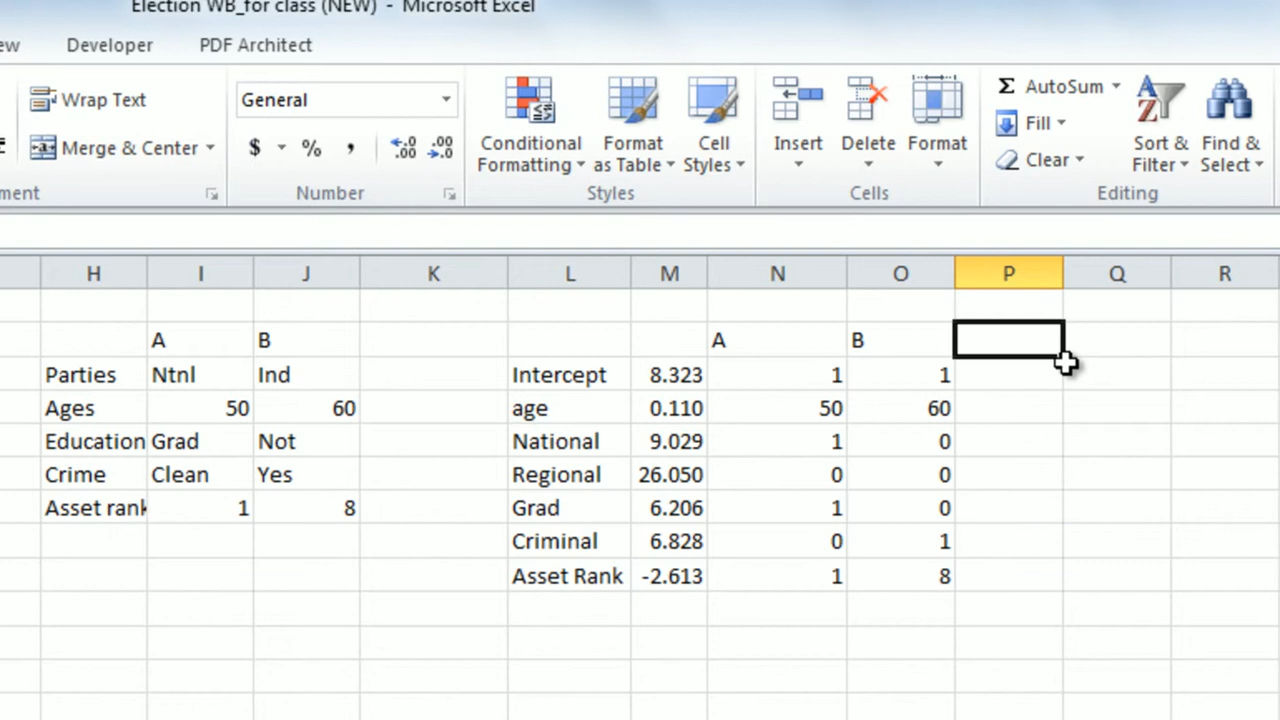 Election WB_for class (NEW) - Microsoft Excel
ew Developer PDF Architect
Wrap Text General Conditional Formatting Format as Table Cell Styles Insert Delete Format Σ AutoSum Sort & Filter Find & Select
Merge & Center $ % , .00 .00 Fill
Clear
ment Number Styles Cells Editing
H I J K L M N O P Q R
A B A B
Parties Ntnl Ind Intercept 8.323 1 1
Ages 50 60 age 0.110 50 60
Education Grad Not National 9.029 1 0
Crime Clean Yes Regional 26.050 0 0
Asset rank 1 8 Grad 6.206 1 0
Criminal 6.828 0 1
Asset Rank -2.613 1 8